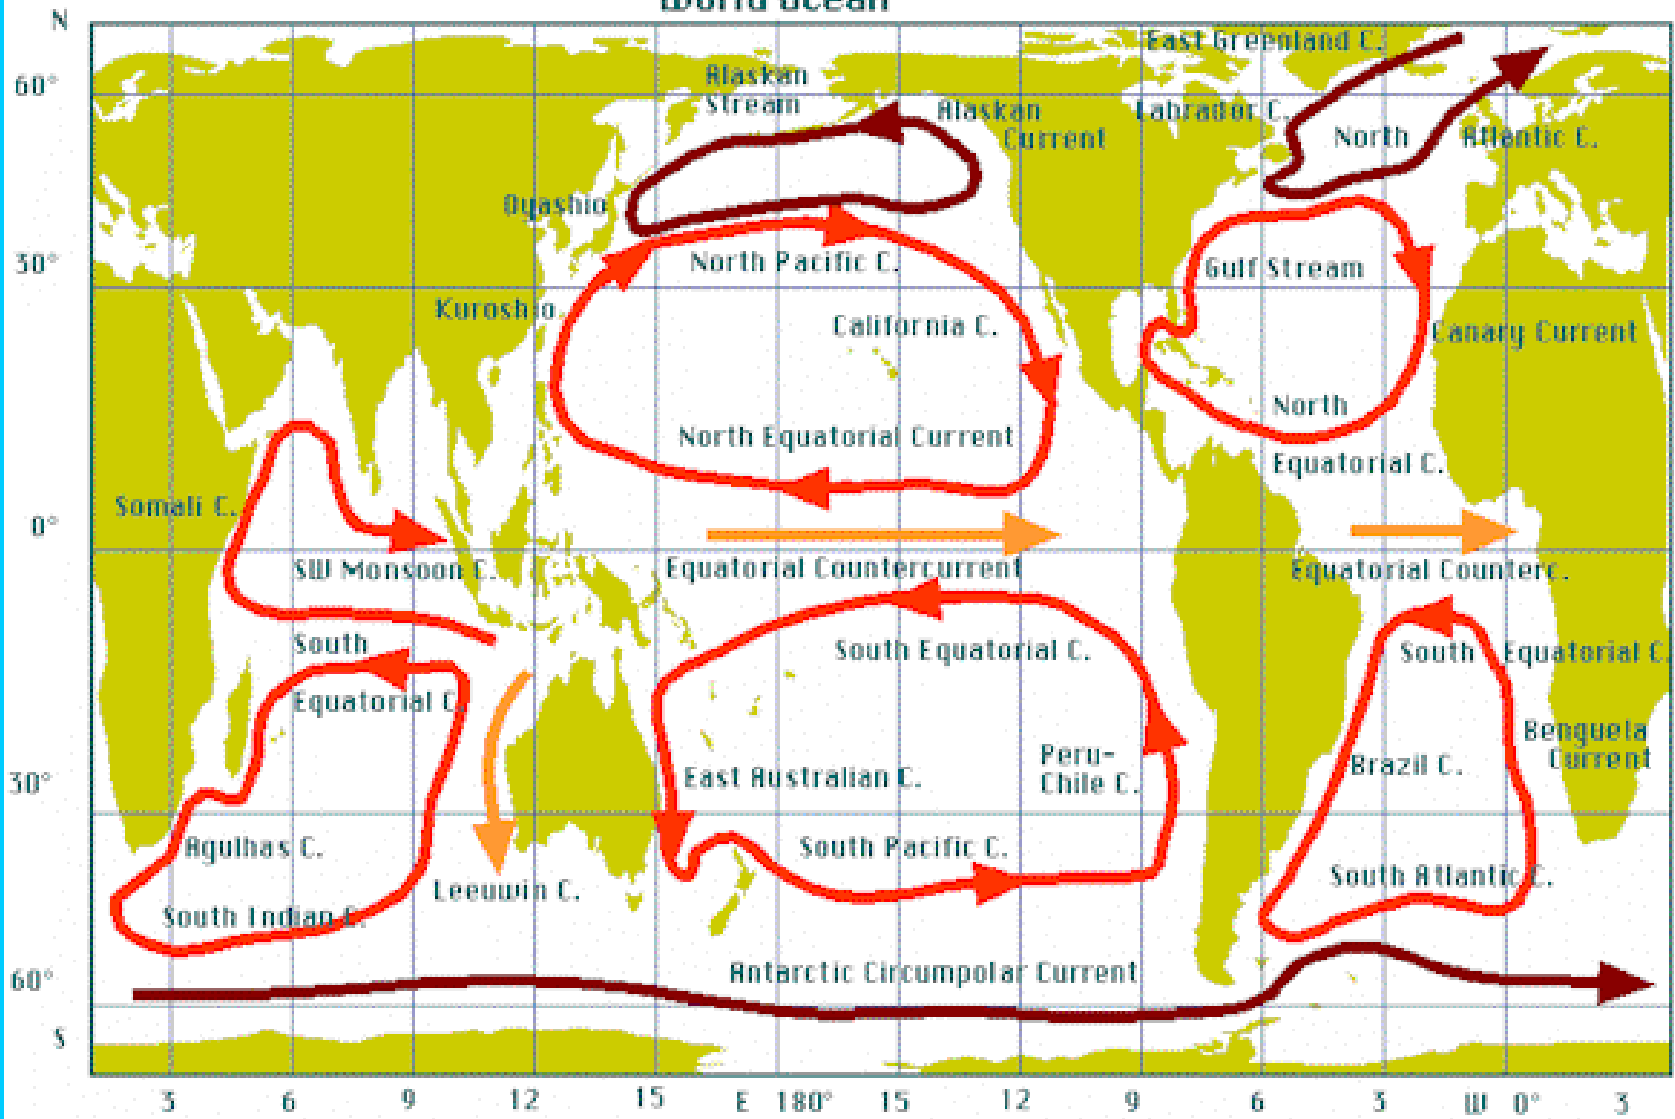 World Ocean
N
East Greenland C.
60°
Alaskan
Stream
Alaskan
Current
Labrador C.
North Atlantic C.
Oyashio
30°
North Pacific C.
Gulf Stream
Kuroshio
California C.
Canary Current
North
Equatorial C.
North Equatorial Current
Somali C.
0°
SW Monsoon C.
Equatorial Countercurrent
Equatorial Counterc.
South
Equatorial C.
South Equatorial C.
South Equatorial C.
Benguela
Current
Peru-
Chile C.
Brazil C.
East Australian C.
30°
Agulhas C.
South Pacific C.
Leeuwin C.
South Atlantic C.
South Indian C.
60°
Antarctic Circumpolar Current
S
3 6 9 12 15 E 180° 15 12 9 6 3 W 0° 3